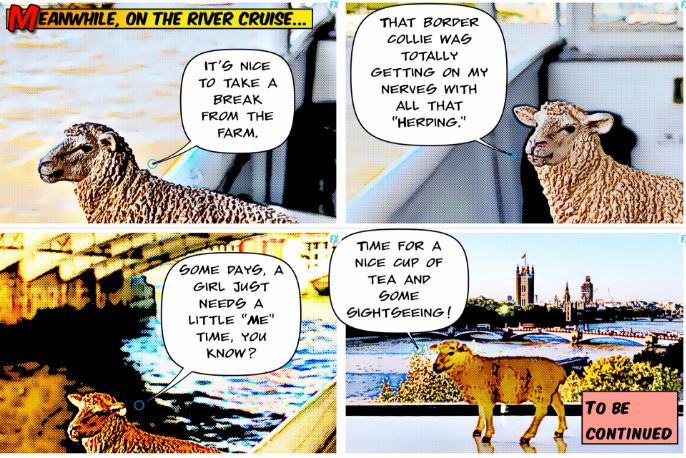 MEANWHILE, ON THE RIVER CRUISE...
IT'S NICE
TO TAKE A
BREAK
FROM THE
FARM.
THAT BORDER
COLLIE WAS
TOTALLY
GETTING ON MY
NERVES WITH
ALL THAT
"HERDING."
SOME DAYS, A
GIRL JUST
NEEDS A
LITTLE "ME"
TIME, YOU
KNOW?
TIME FOR A
NICE CUP OF
TEA AND
SOME
SIGHTSEEING!
TO BE
CONTINUED